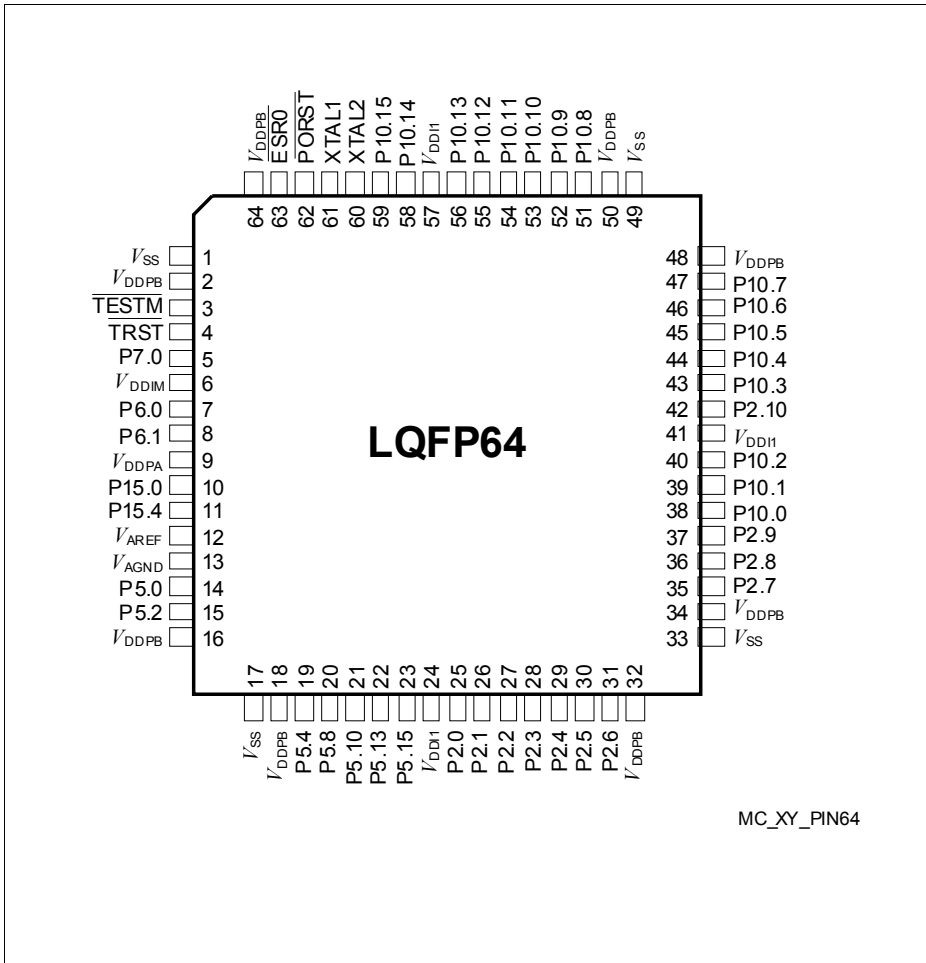 VDDPB
ESR0
PORST
XTAL1
XTAL2
P10.15
P10.14
VDDI1
P10.13
P10.12
P10.11
P10.10
P10.9
P10.8
VDDPB
VSS
64
63
62
61
60
59
58
57
56
55
54
53
52
51
50
49
VSS 1
VDDPB 2
TESTM 3
TRST 4
P7.0 5
VDDIM 6
P6.0 7
P6.1 8
VDDPA 9
P15.0 10
P15.4 11
VAREF 12
VAGND 13
P5.0 14
P5.2 15
VDDPB 16
LQFP64
48 VDDPB
47 P10.7
46 P10.6
45 P10.5
44 P10.4
43 P10.3
42 P2.10
41 VDDI1
40 P10.2
39 P10.1
38 P10.0
37 P2.9
36 P2.8
35 P2.7
34 VDDPB
33 VSS
17
18
19
20
21
22
23
24
25
26
27
28
29
30
31
32
VSS
VDDPB
P5.4
P5.8
P5.10
P5.13
P5.15
VDDI1
P2.0
P2.1
P2.2
P2.3
P2.4
P2.5
P2.6
VDDPB
MC_XY_PIN64